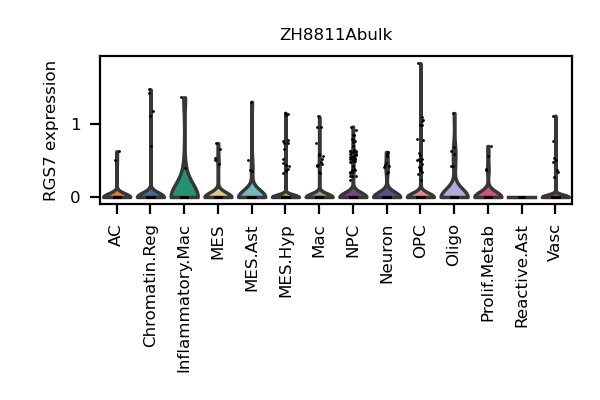 ZH8811Abulk
RGS7 expression
1
0
AC
Chromatin.Reg
Inflammatory.Mac
MES
MES.Ast
MES.Hyp
Mac
NPC
Neuron
OPC
Oligo
Prolif.Metab
Reactive.Ast
Vasc